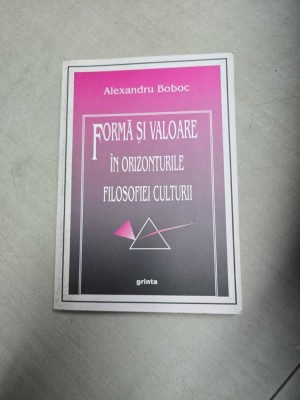 Alexandru Boboc
FORMĂ ȘI VALOARE
ÎN ORIZONTURILE
FILOSOFIEI CULTURII
grinta